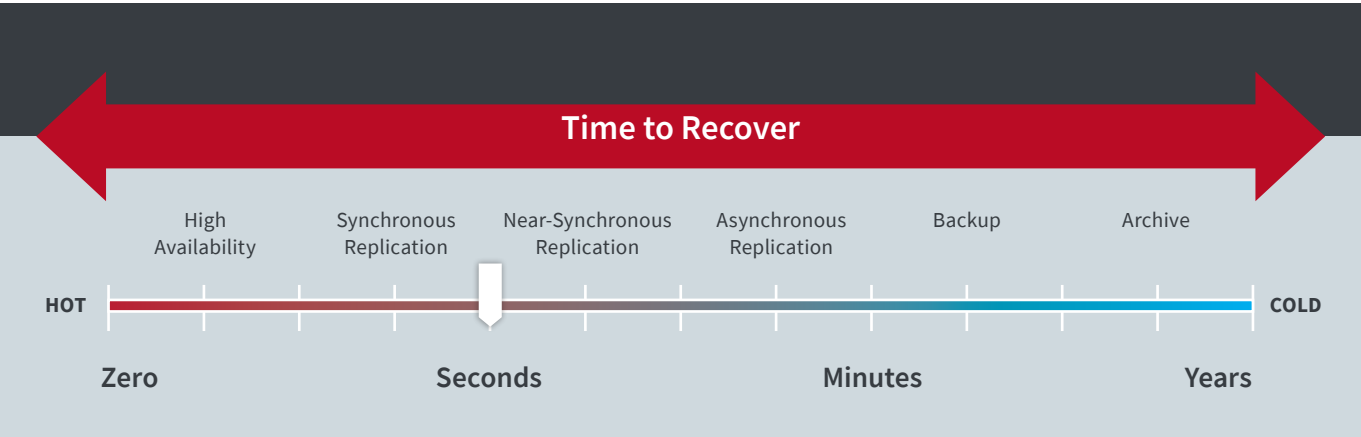 Time to Recover
High
Availability
Synchronous
Replication
Near-Synchronous
Replication
Asynchronous
Replication
Backup
Archive
HOT
COLD
Zero
Seconds
Minutes
Years